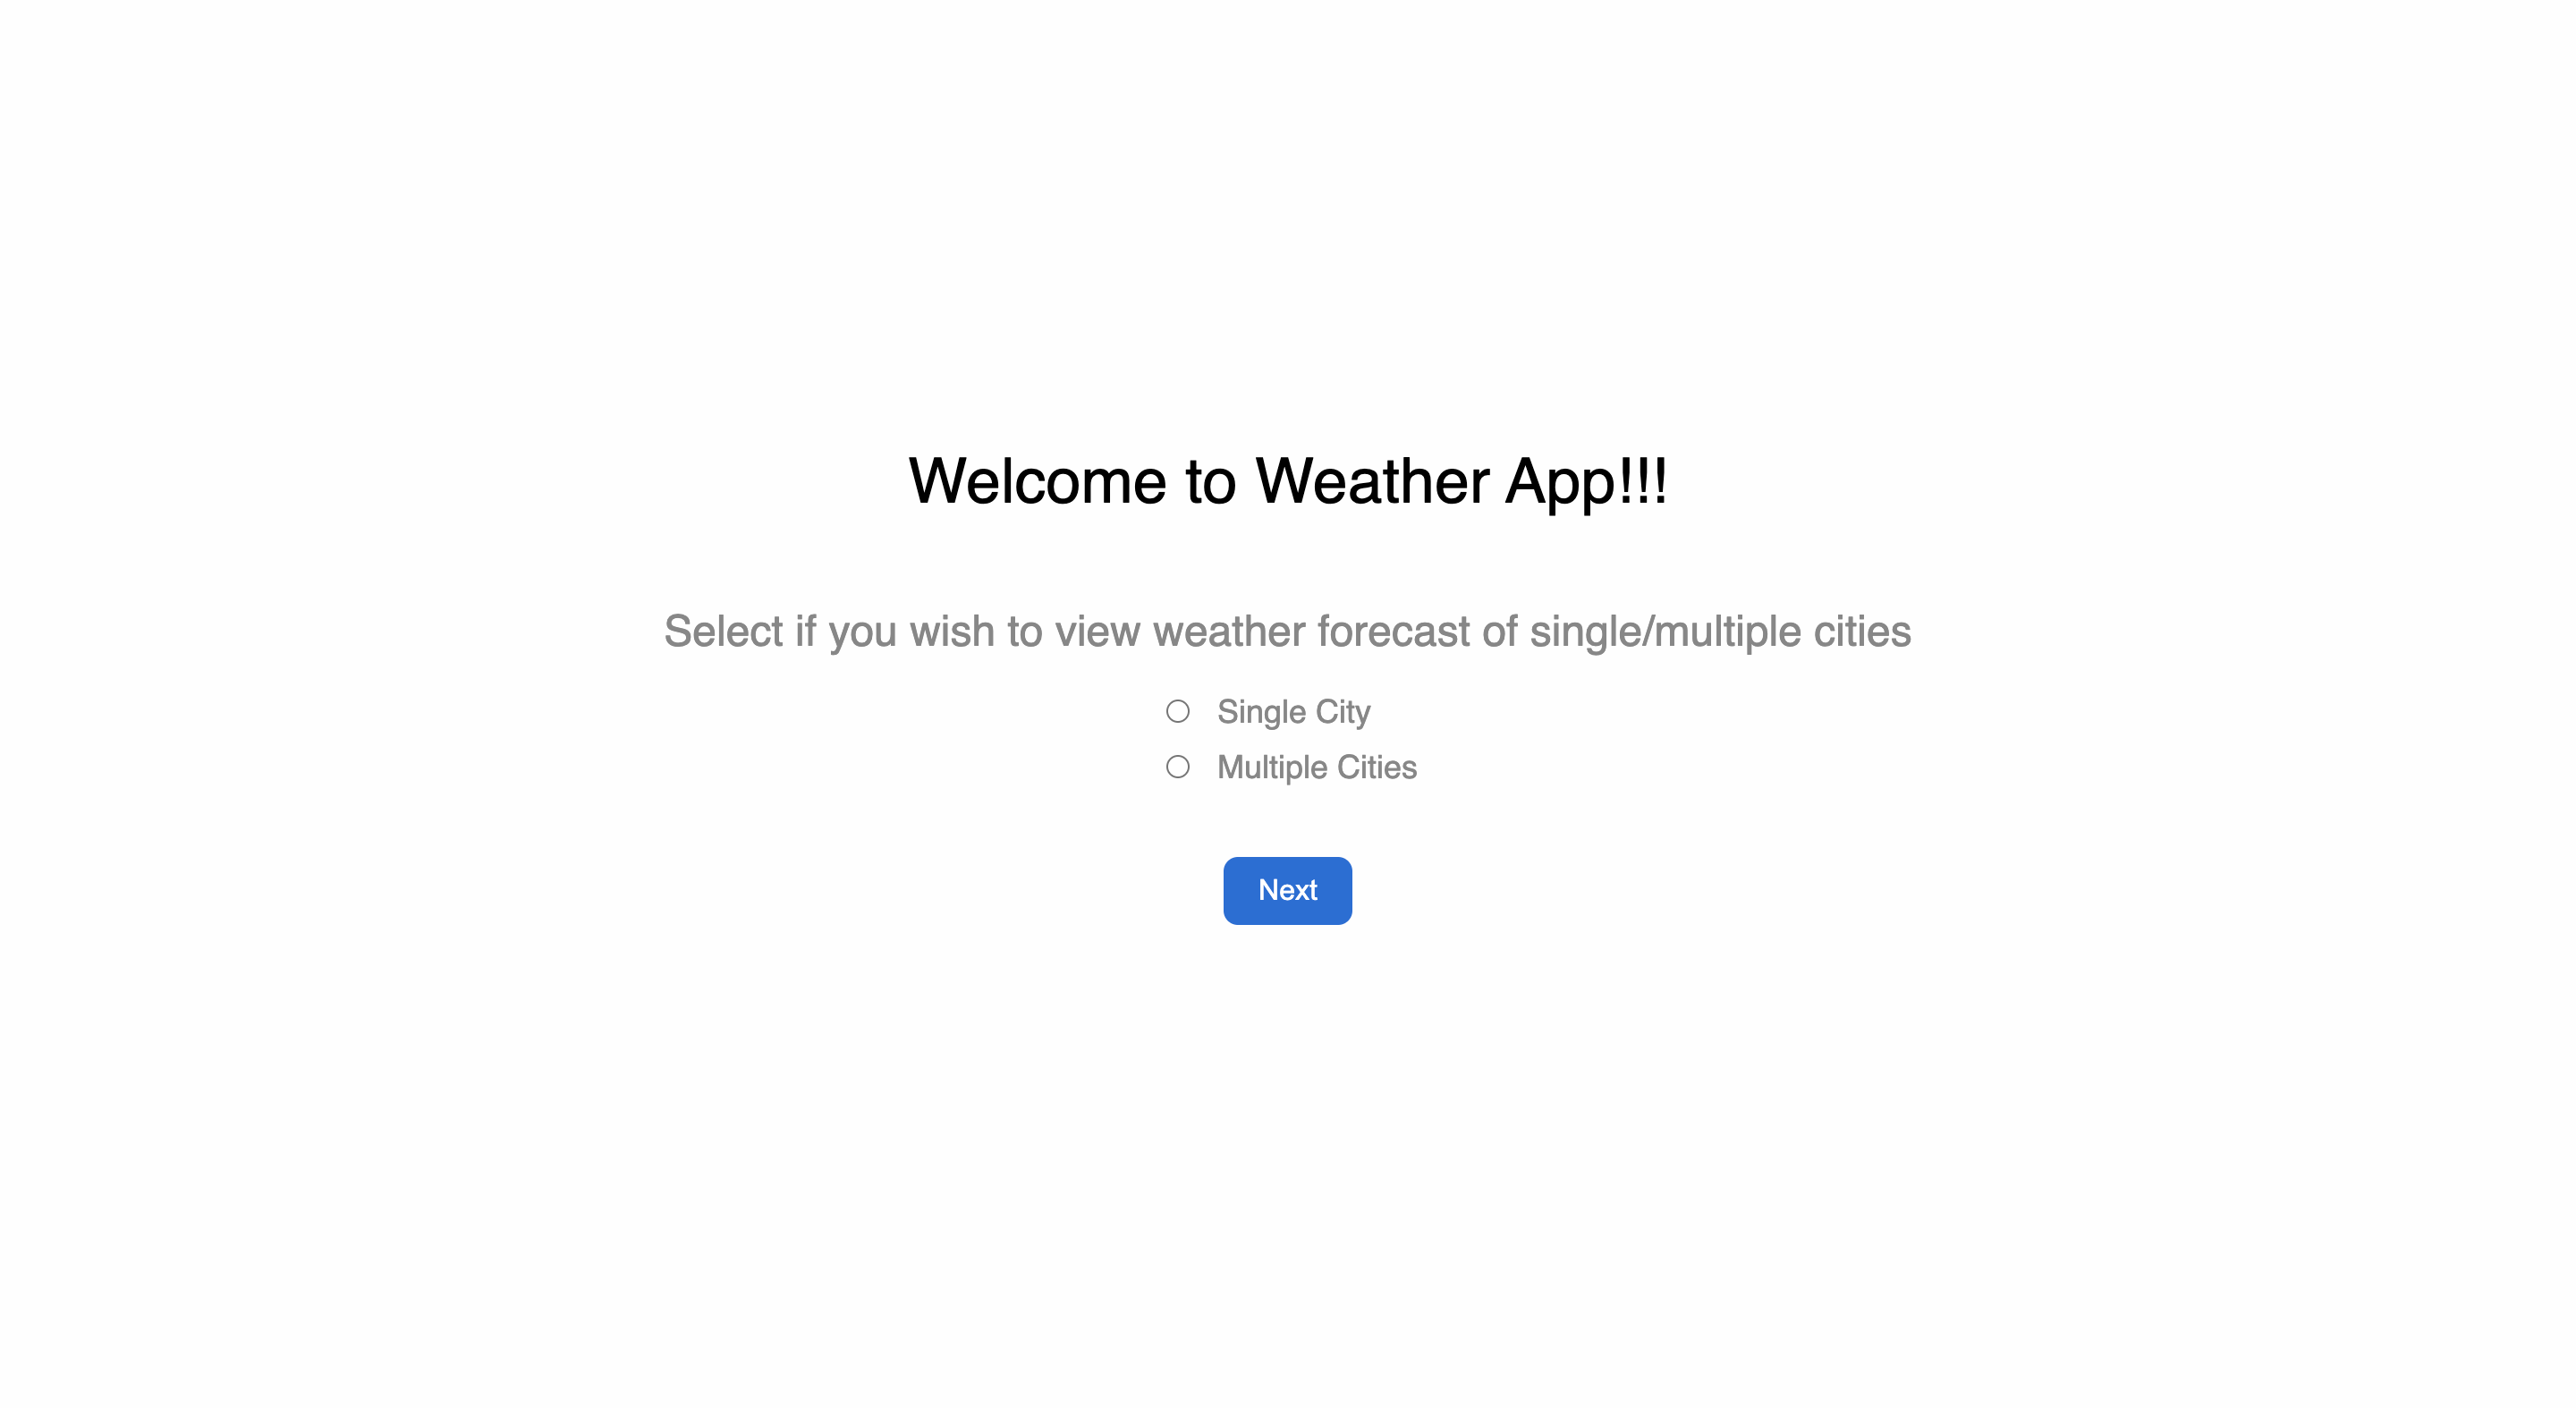 Welcome to Weather App!!!
Select if you wish to view weather forecast of single/multiple cities
Single City
Multiple Cities
Next